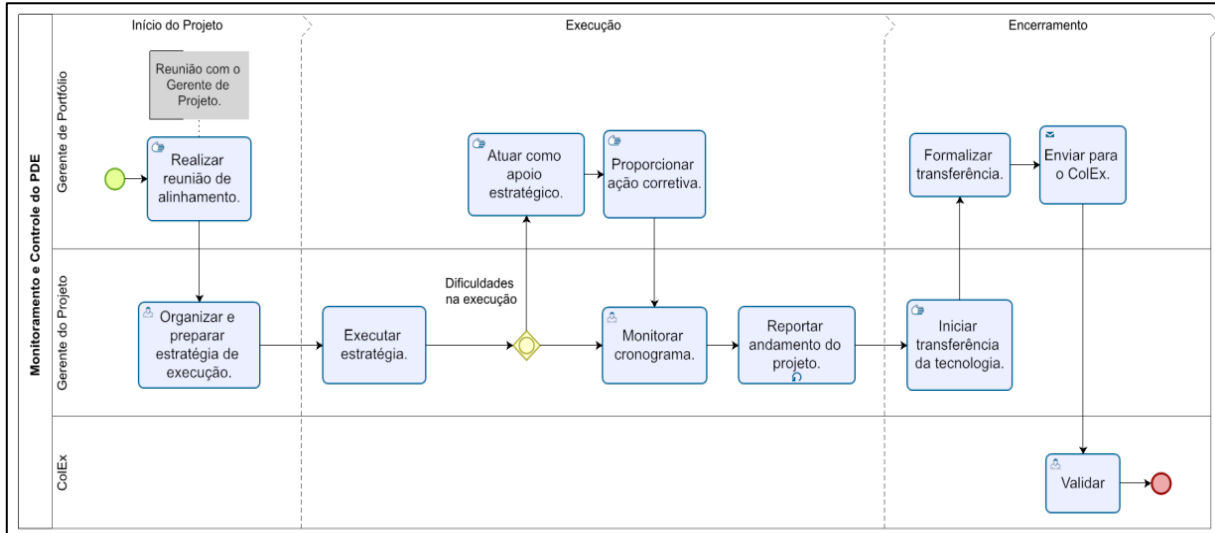 Início do Projeto
Execução
Encerramento
Monitoramento e Controle do PDE
Gerente de Portfólio
Reunião com o
Gerente de
Projeto.
Realizar
reunião de
alinhamento.
Atuar como
apoio
estratégico.
Proporcionar
ação corretiva.
Formalizar
transferência.
Enviar para
o ColEx.
Gerente do Projeto
Organizar e
preparar
estratégia de
execução.
Executar
estratégia.
Dificuldades
na execução
Monitorar
cronograma.
Reportar
andamento do
projeto.
Iniciar
transferência
da tecnologia.
ColEx
Validar